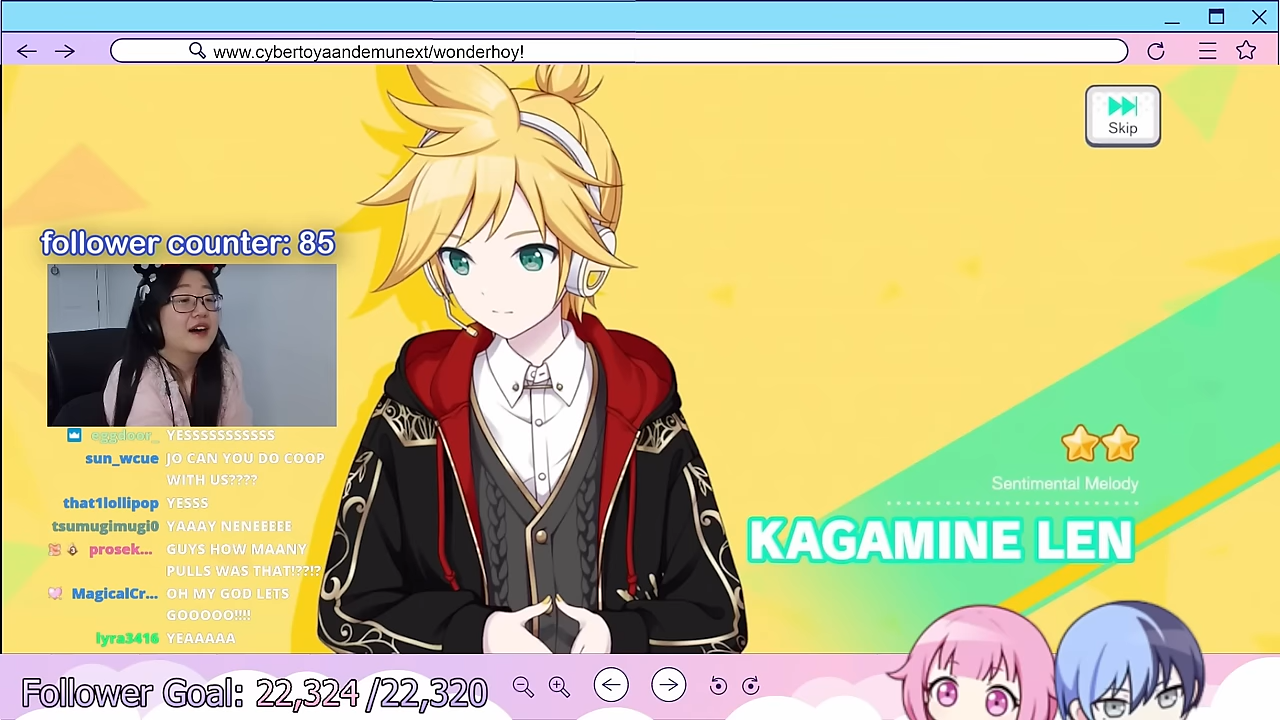 www.cybertoyaandemunext/wonderhoy!
Skip
follower counter: 85
eggdoor_ YESSSSSSSSSS
sun_wcue JO CAN YOU DO COOP
WITH US????
that1lollipop YESSS
tsumugimugi0 YAAAY NENEEEEE
prosek... GUYS HOW MAANY
PULLS WAS THAT!??!?
MagicalCr... OH MY GOD LETS
GOOOOO!!!!
lyra3416 YEAAAAA
Sentimental Melody
KAGAMINE LEN
Follower Goal: 22,324 /22,320